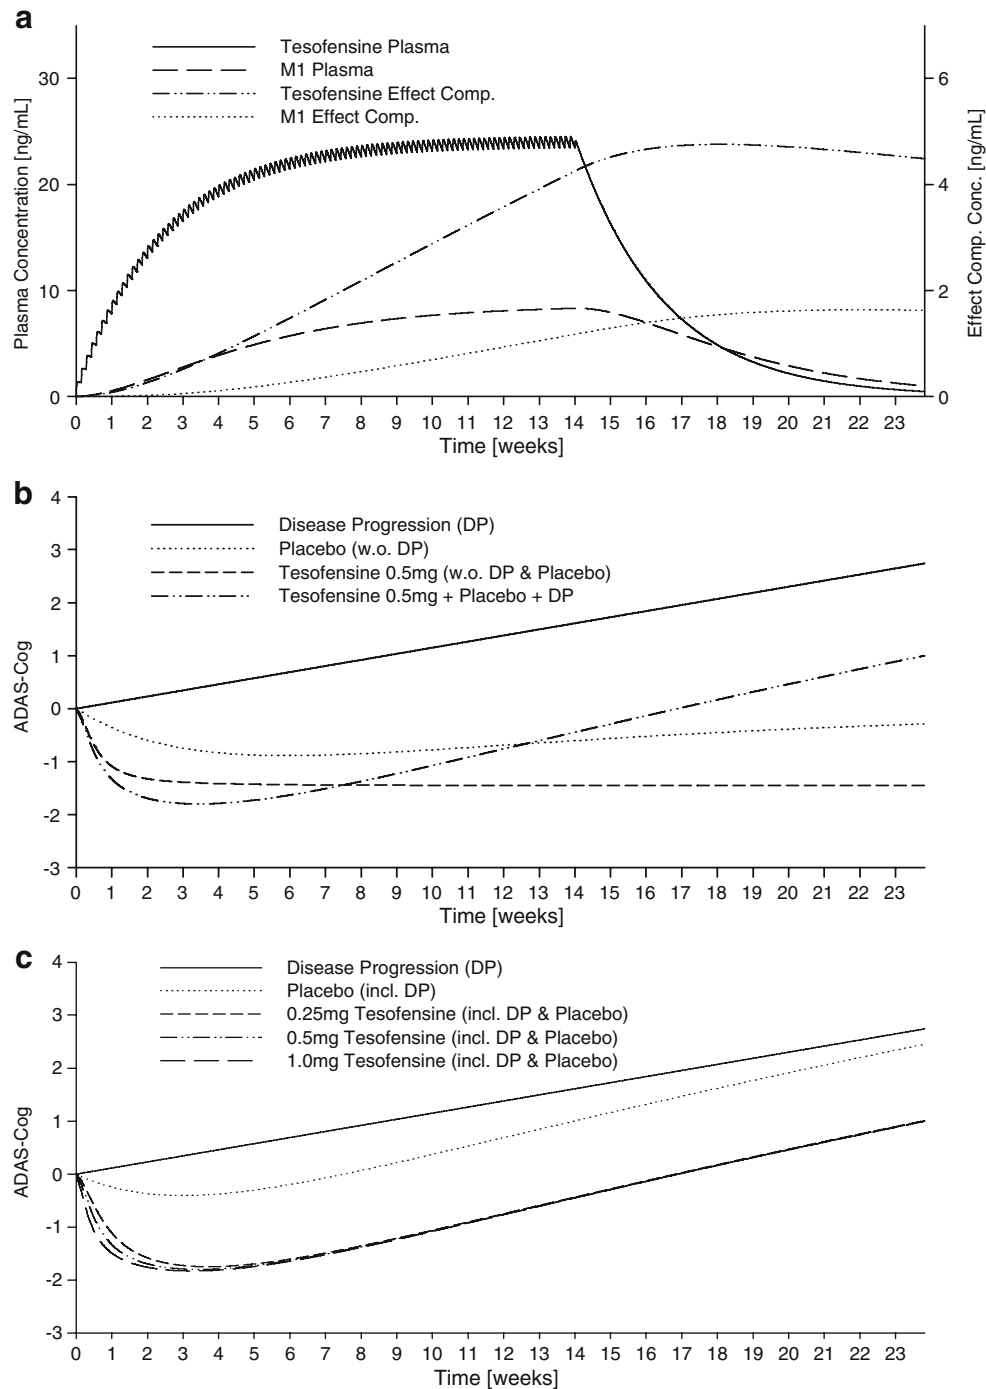 a
Tesofensine Plasma
M1 Plasma
Tesofensine Effect Comp.
M1 Effect Comp.
Plasma Concentration [ng/mL]
30
20
10
0
Effect Comp. Conc. [ng/mL]
6
4
2
0
0 1 2 3 4 5 6 7 8 9 10 11 12 13 14 15 16 17 18 19 20 21 22 23
Time [weeks]
b
Disease Progression (DP)
Placebo (w.o. DP)
Tesofensine 0.5mg (w.o. DP & Placebo)
Tesofensine 0.5mg + Placebo + DP
ADAS-Cog
4
3
2
1
0
-1
-2
-3
0 1 2 3 4 5 6 7 8 9 10 11 12 13 14 15 16 17 18 19 20 21 22 23
Time [weeks]
c
Disease Progression (DP)
Placebo (incl. DP)
0.25mg Tesofensine (incl. DP & Placebo)
0.5mg Tesofensine (incl. DP & Placebo)
1.0mg Tesofensine (incl. DP & Placebo)
ADAS-Cog
4
3
2
1
0
-1
-2
-3
0 1 2 3 4 5 6 7 8 9 10 11 12 13 14 15 16 17 18 19 20 21 22 23
Time [weeks]